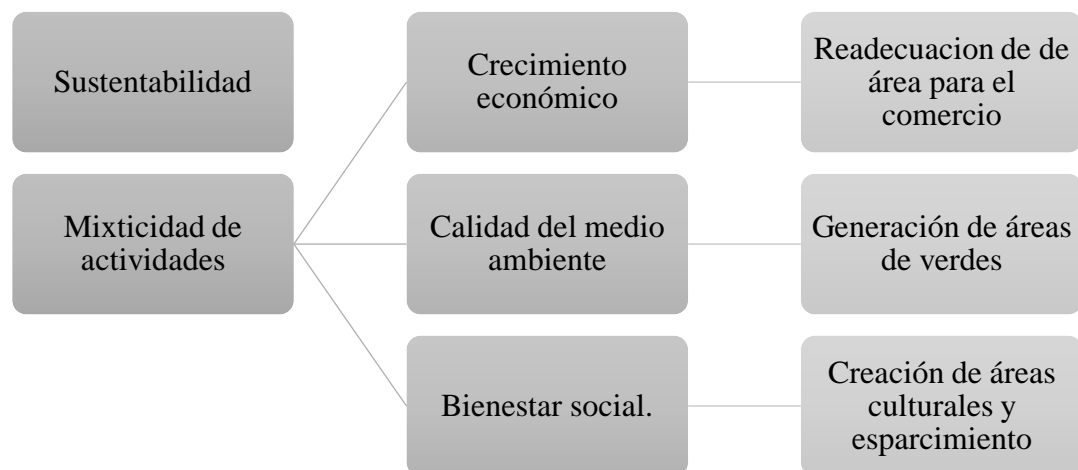 Sustentabilidad
Crecimiento
económico
Readecuacion de de
área para el
comercio
Mixticidad de
actividades
Calidad del medio
ambiente
Generación de áreas
de verdes
Bienestar social.
Creación de áreas
culturales y
esparcimiento